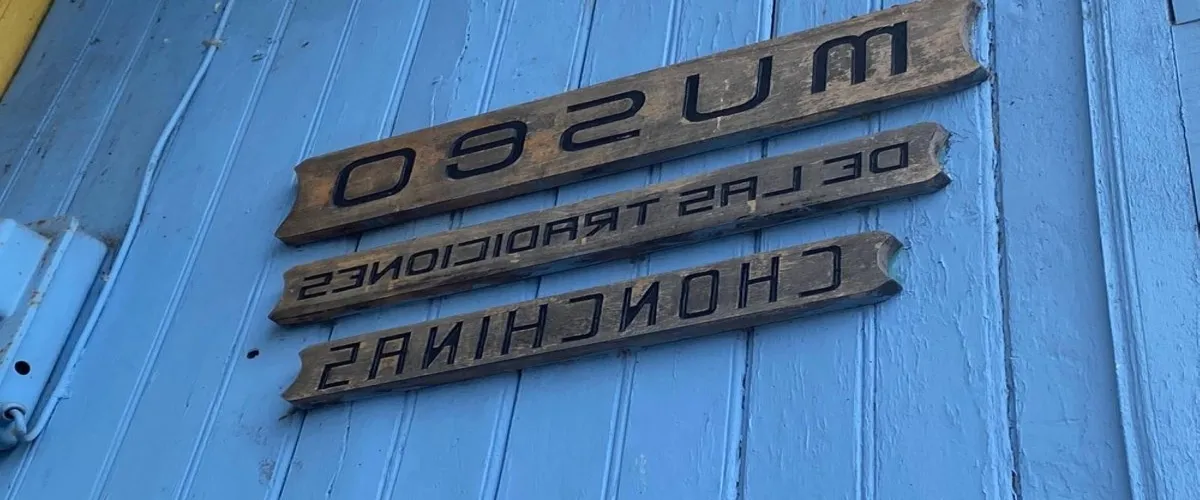 MUSEO
DE LAS TRADICIONES
CHONCHINAS